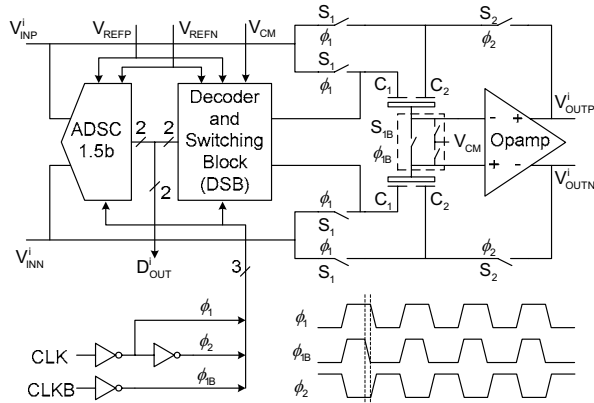 V^i_INP
V_REFP
V_REFN
V_CM
S_1
ϕ_1
S_2
ϕ_2
S_1
ϕ_1
C_1
C_2
V^i_OUTP
ADSC
1.5b
2
2
2
Decoder
and
Switching
Block
(DSB)
S_1B
ϕ_1B
V_CM
- +
+ -
Opamp
V^i_OUTN
C_1
C_2
ϕ_1
S_1
V^i_INN
D^i_OUT
3
ϕ_1
S_1
ϕ_2
S_2
CLK
ϕ_1
ϕ_2
CLKB
ϕ_1B
ϕ_1
ϕ_1B
ϕ_2